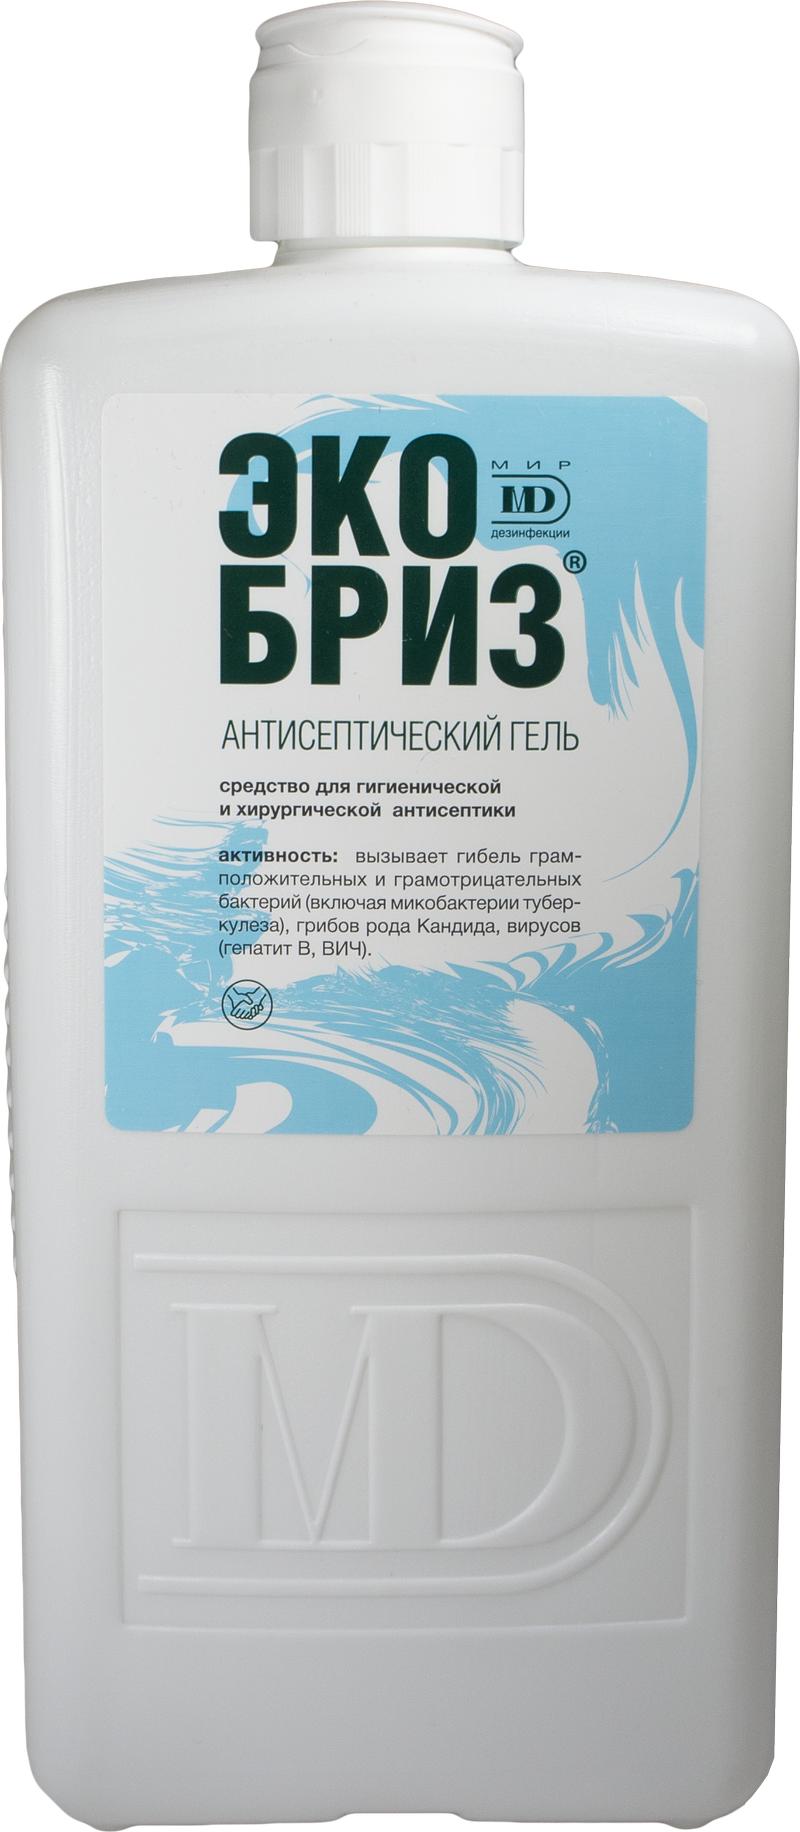 ЭКО
МИР
MD
дезинфекции
БРИЗ®
АНТИСЕПТИЧЕСКИЙ ГЕЛЬ
средство для гигиенической
и хирургической антисептики
активность: вызывает гибель грам-
положительных и грамотрицательных
бактерий (включая микобактерии тубер-
кулеза), грибов рода Кандида, вирусов
(гепатит В, ВИЧ).
MD